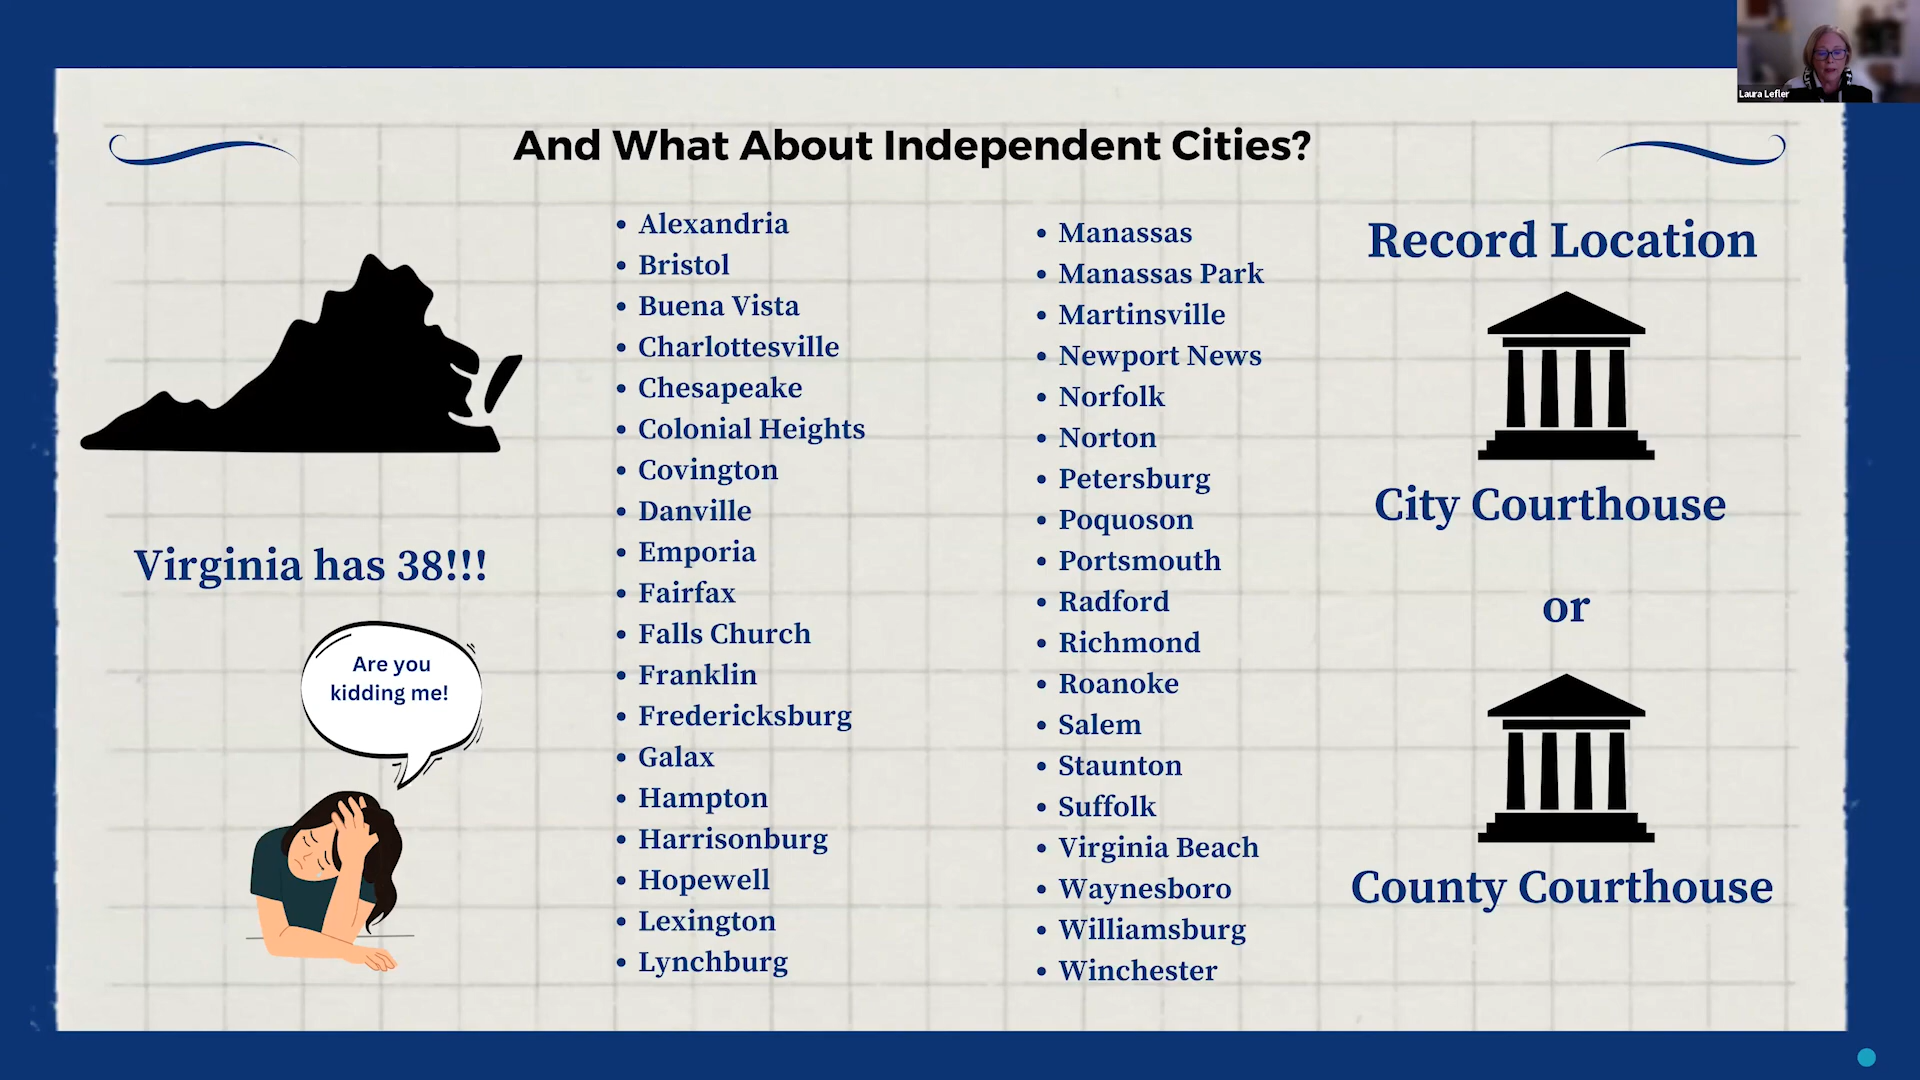 Laura Lefler
And What About Independent Cities?
Virginia has 38!!!
Are you
kidding me!
• Alexandria
• Bristol
• Buena Vista
• Charlottesville
• Chesapeake
• Colonial Heights
• Covington
• Danville
• Emporia
• Fairfax
• Falls Church
• Franklin
• Fredericksburg
• Galax
• Hampton
• Harrisonburg
• Hopewell
• Lexington
• Lynchburg
• Manassas
• Manassas Park
• Martinsville
• Newport News
• Norfolk
• Norton
• Petersburg
• Poquoson
• Portsmouth
• Radford
• Richmond
• Roanoke
• Salem
• Staunton
• Suffolk
• Virginia Beach
• Waynesboro
• Williamsburg
• Winchester
Record Location
City Courthouse
or
County Courthouse